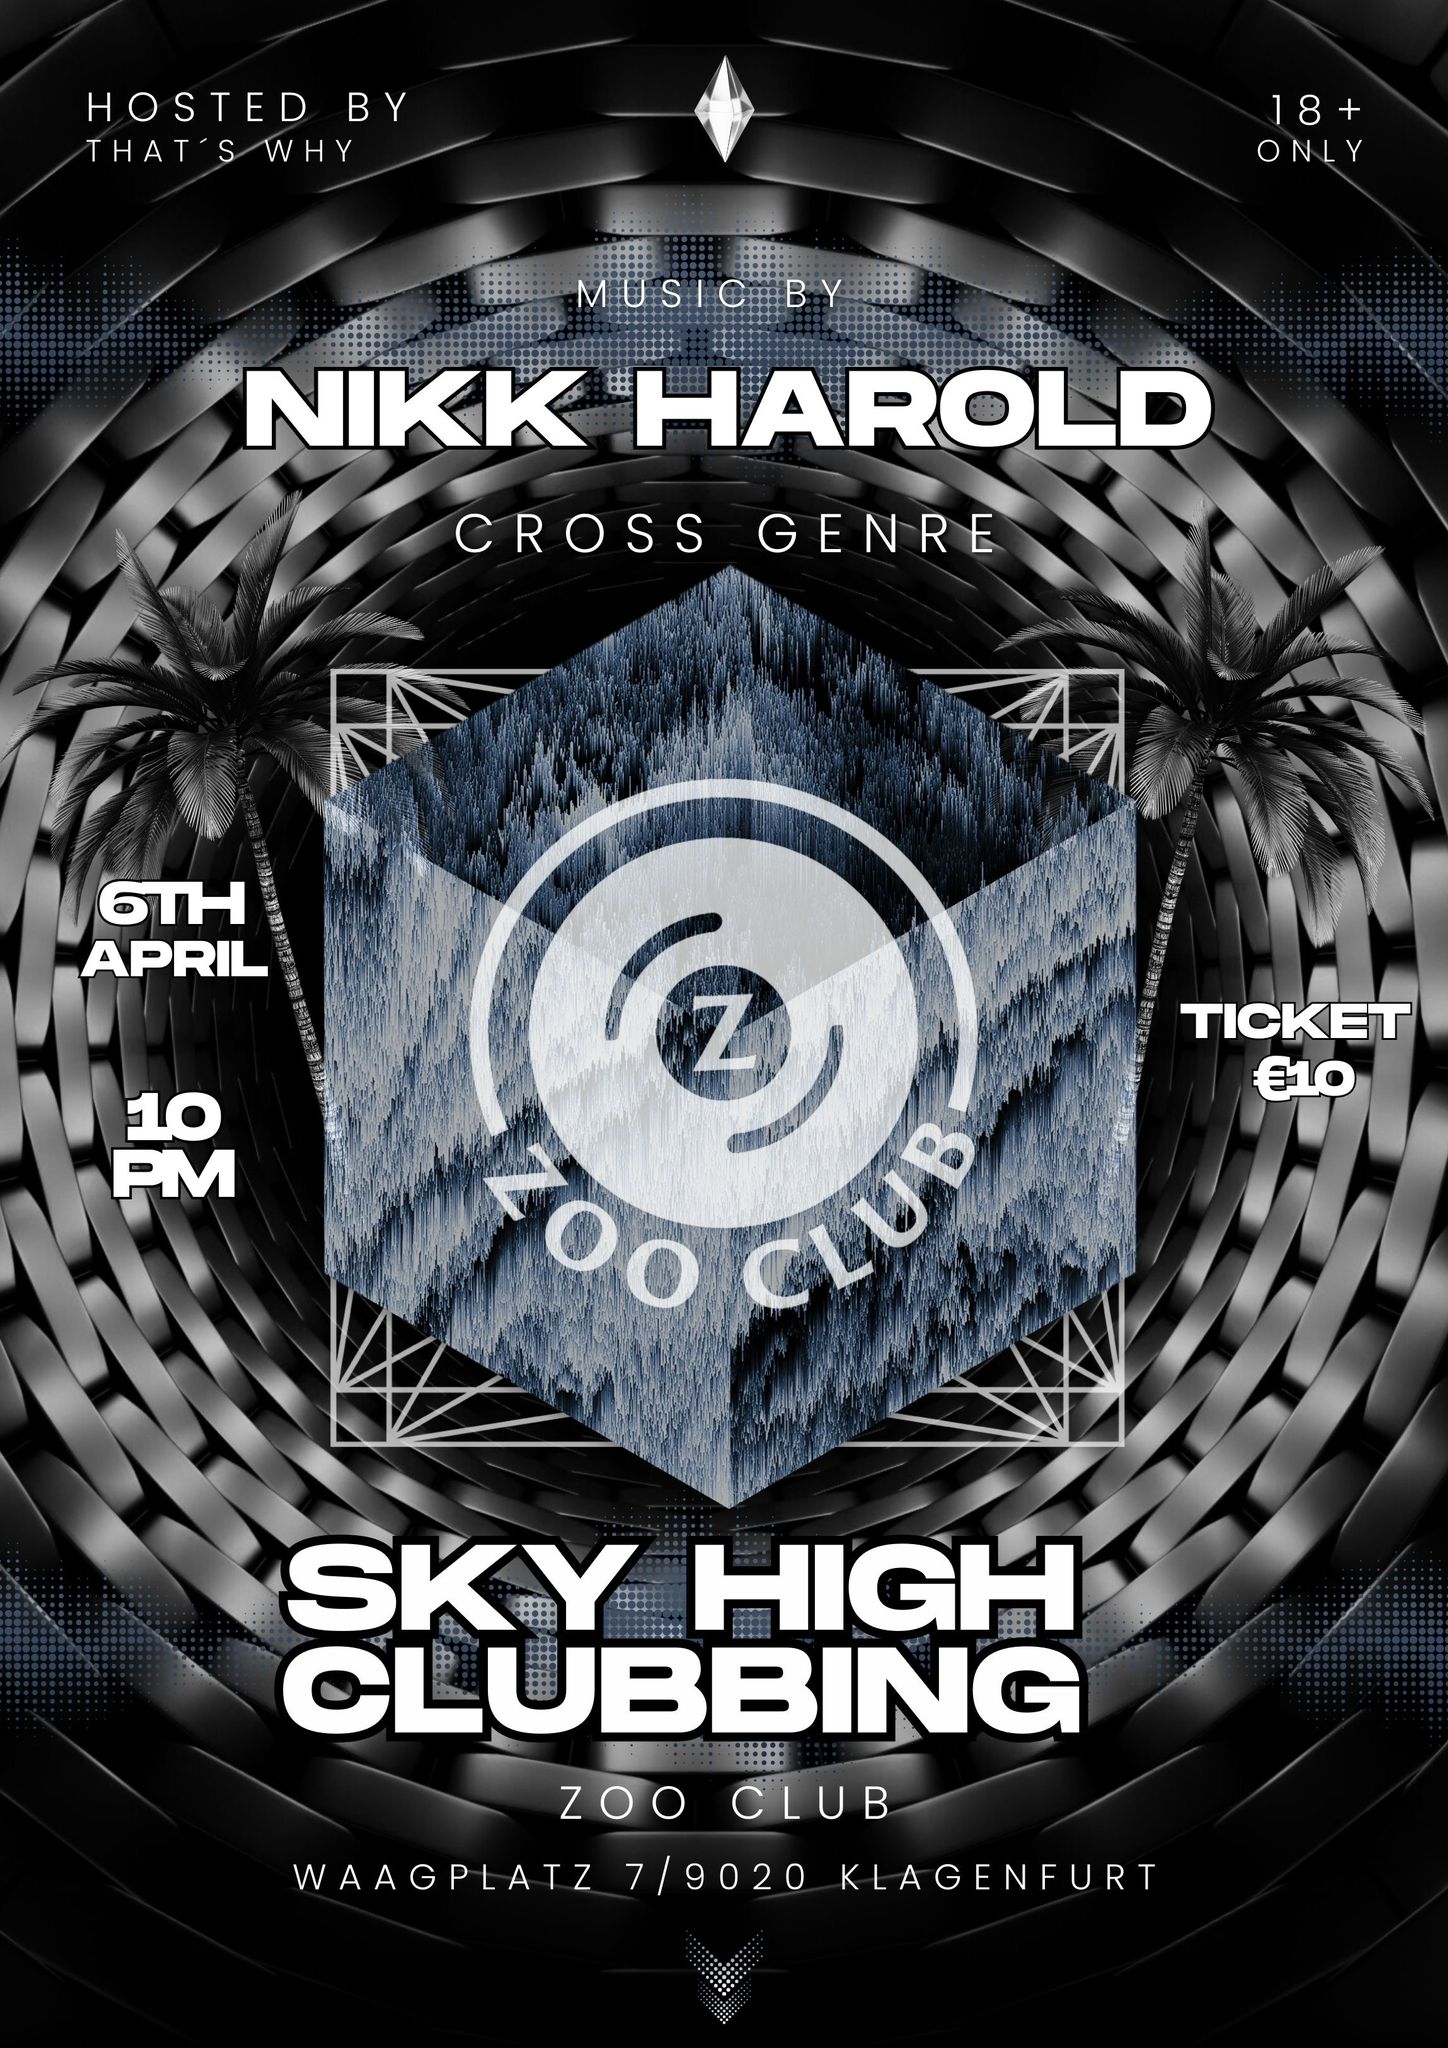 HOSTED BY
THAT´S WHY
18+
ONLY
MUSIC BY
NIKK HAROLD
CROSS GENRE
6TH
APRIL
10
PM
TICKET
€10
Z
ZOO CLUB
SKY HIGH
CLUBBING
ZOO CLUB
WAAGPLATZ 7/9020 KLAGENFURT